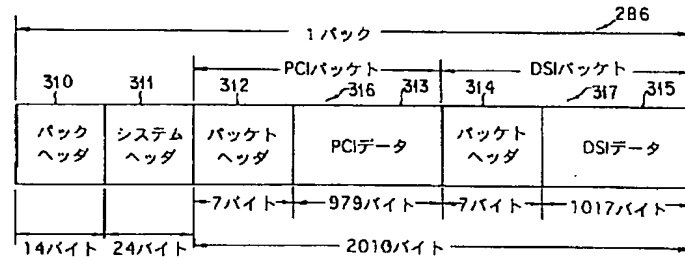 286
1パック
PCIパケット
DSIパケット
310
311
312
316
313
314
317
315
パック
ヘッダ
システム
ヘッダ
パケット
ヘッダ
PCIデータ
パケット
ヘッダ
DSIデータ
7バイト
979バイト
7バイト
1017バイト
14バイト
24バイト
2010バイト